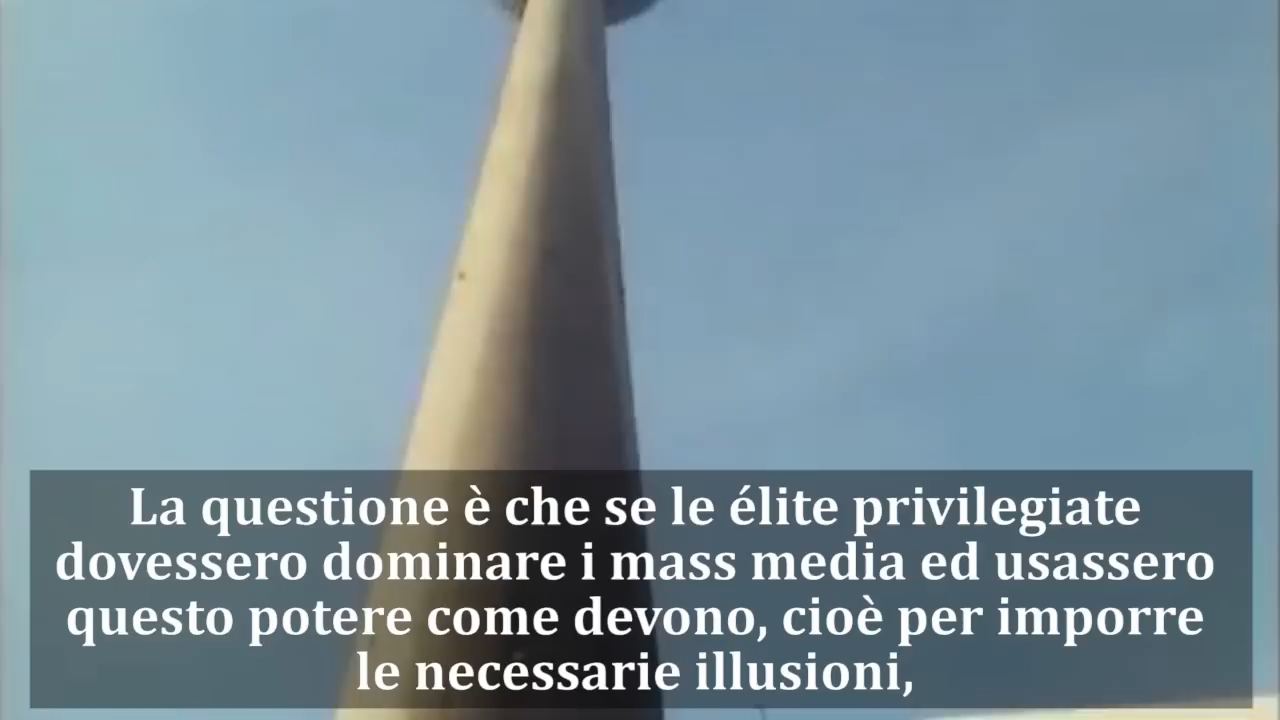 La questione è che se le élite privilegiate
dovessero dominare i mass media ed usassero
questo potere come devono, cioè per imporre
le necessarie illusioni,